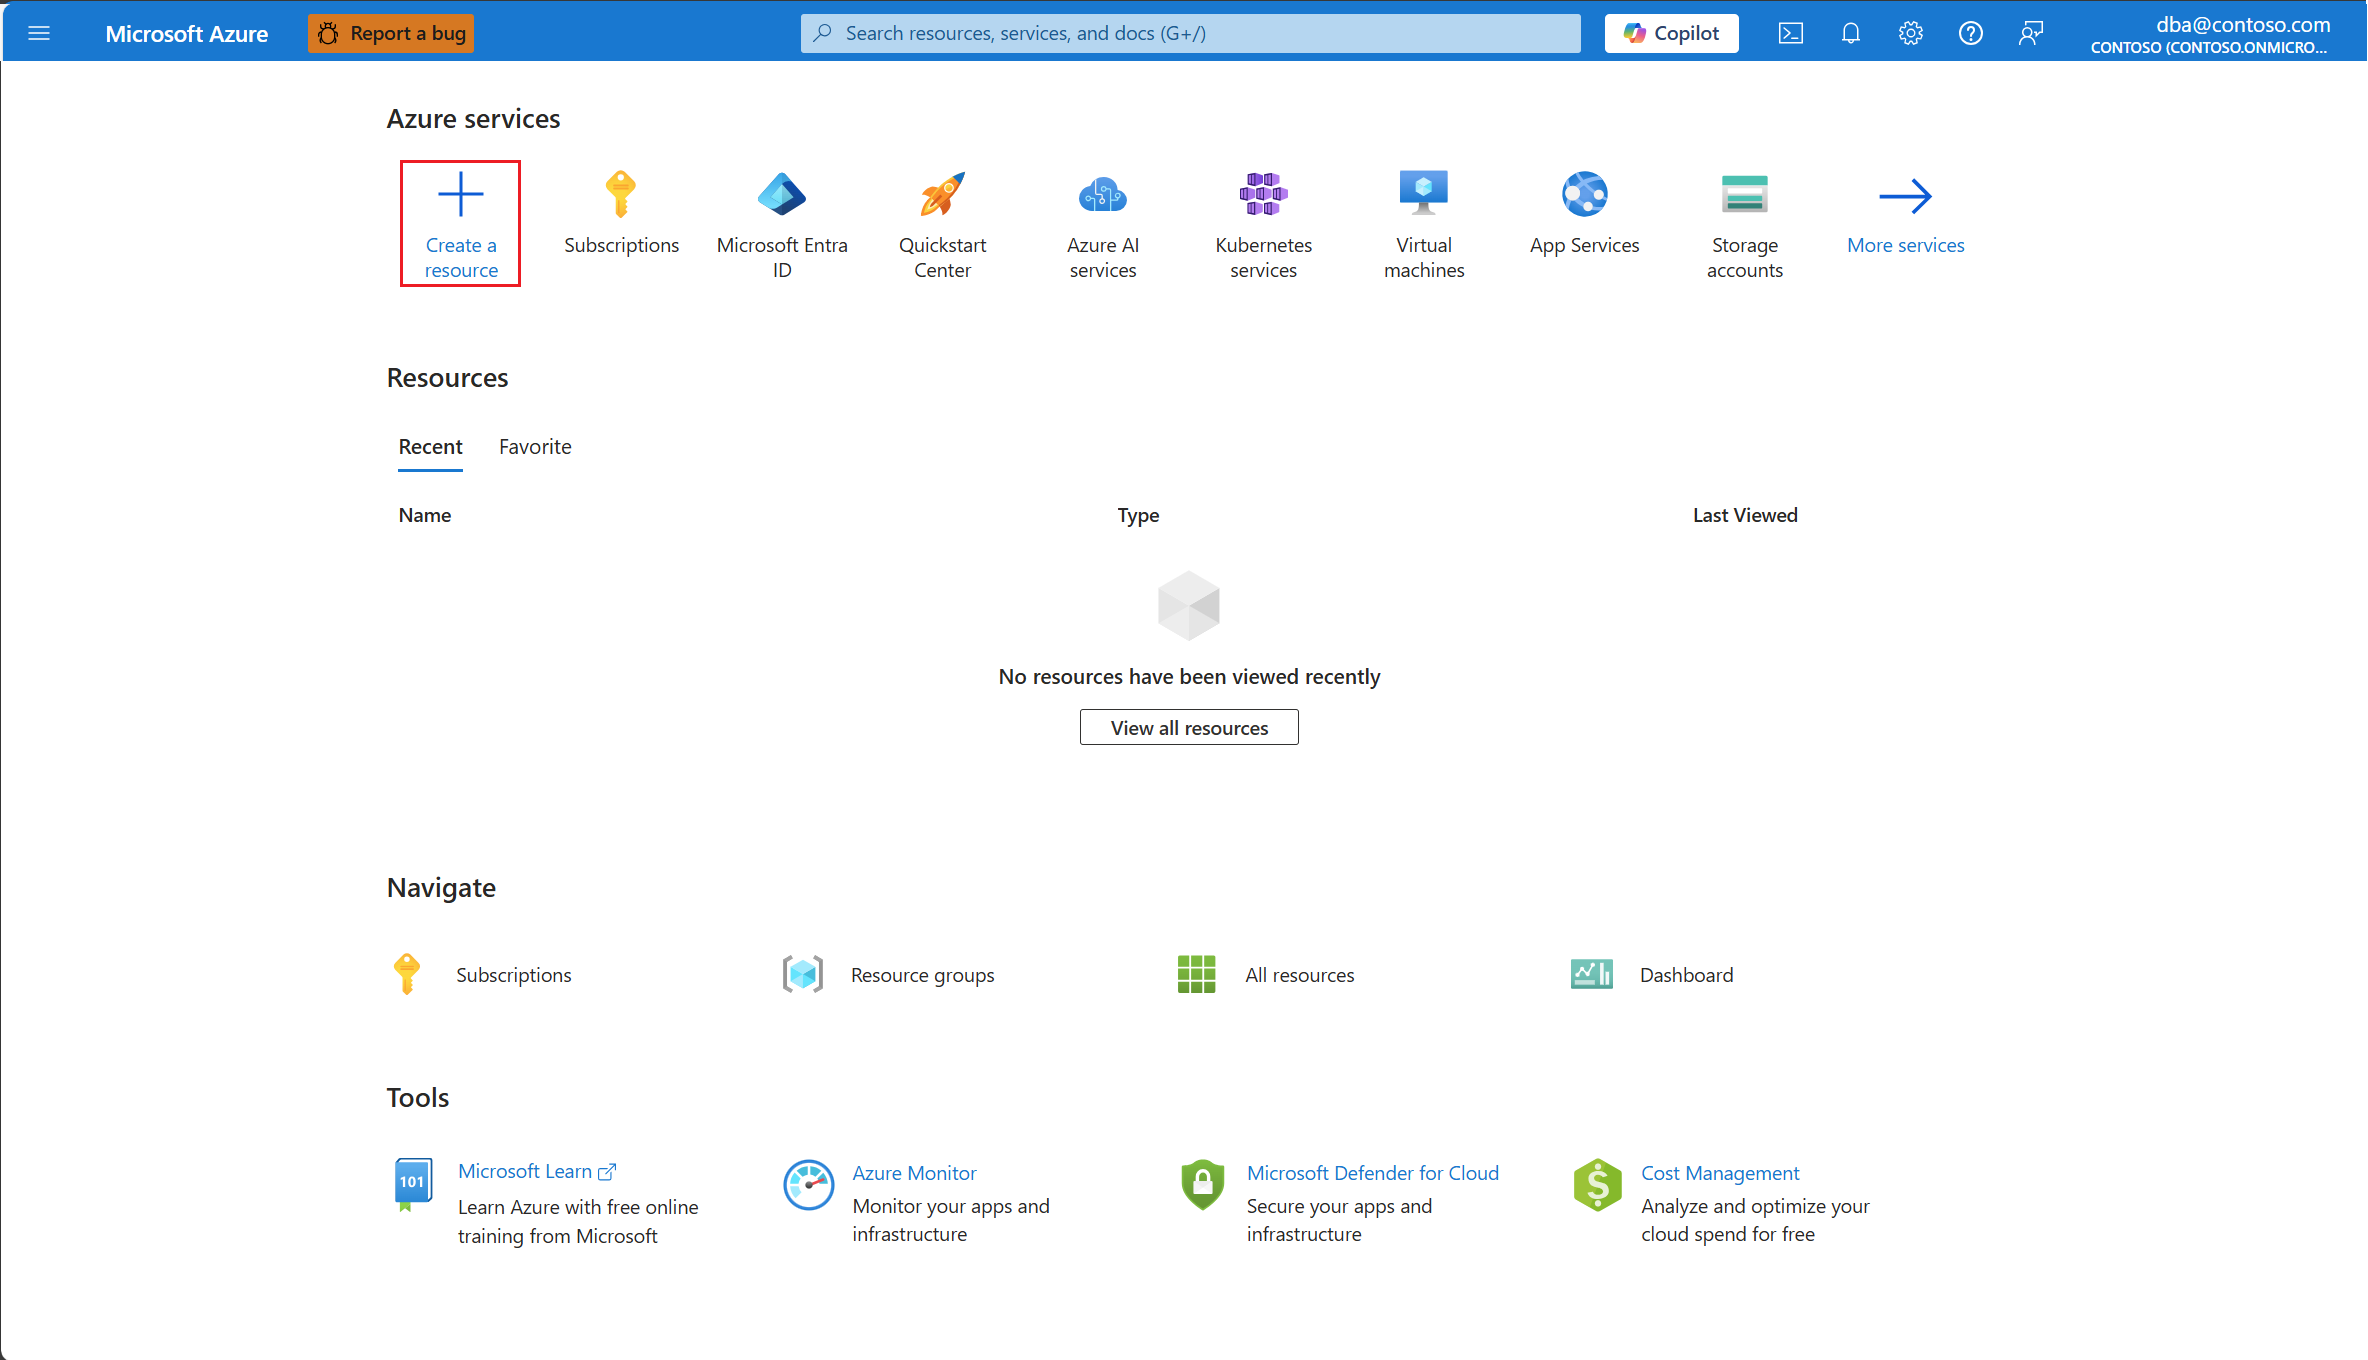 Microsoft Azure
Report a bug
Search resources, services, and docs (G+/)
Copilot
dba@contoso.com
CONTOSO (CONTOSO.ONMICRO...
Azure services
Create a
resource
Subscriptions
Microsoft Entra
ID
Quickstart
Center
Azure AI
services
Kubernetes
services
Virtual
machines
App Services
Storage
accounts
More services
Resources
Recent
Favorite
Name
Type
Last Viewed
No resources have been viewed recently
View all resources
Navigate
Subscriptions
Resource groups
All resources
Dashboard
Tools
101
Microsoft Learn
Learn Azure with free online
training from Microsoft
Azure Monitor
Monitor your apps and
infrastructure
Microsoft Defender for Cloud
Secure your apps and
infrastructure
Cost Management
Analyze and optimize your
cloud spend for free